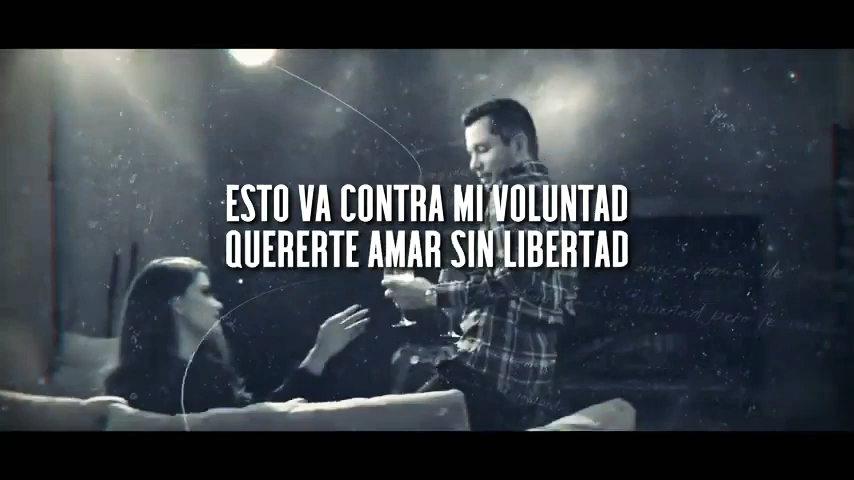 ESTO VA CONTRA MI VOLUNTAD
QUERERTE AMAR SIN LIBERTAD